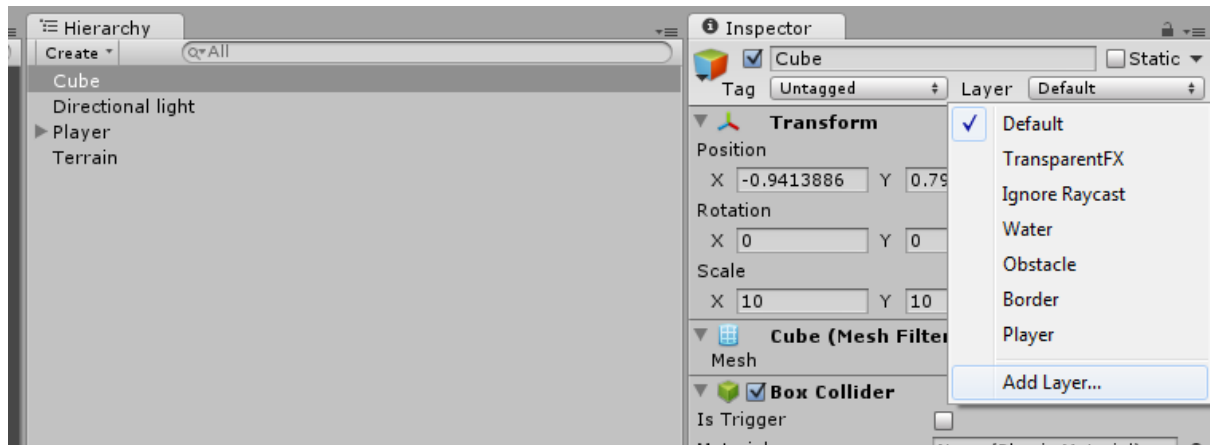 Hierarchy
Create
All
Cube
Directional light
Player
Terrain
Inspector
Cube Static
Tag Untagged Layer Default
Transform
Position
X -0.9413886 Y 0.79
Rotation
X 0 Y 0
Scale
X 10 Y 10
Cube (Mesh Filter
Mesh
Box Collider
Is Trigger
Default
TransparentFX
Ignore Raycast
Water
Obstacle
Border
Player
Add Layer...